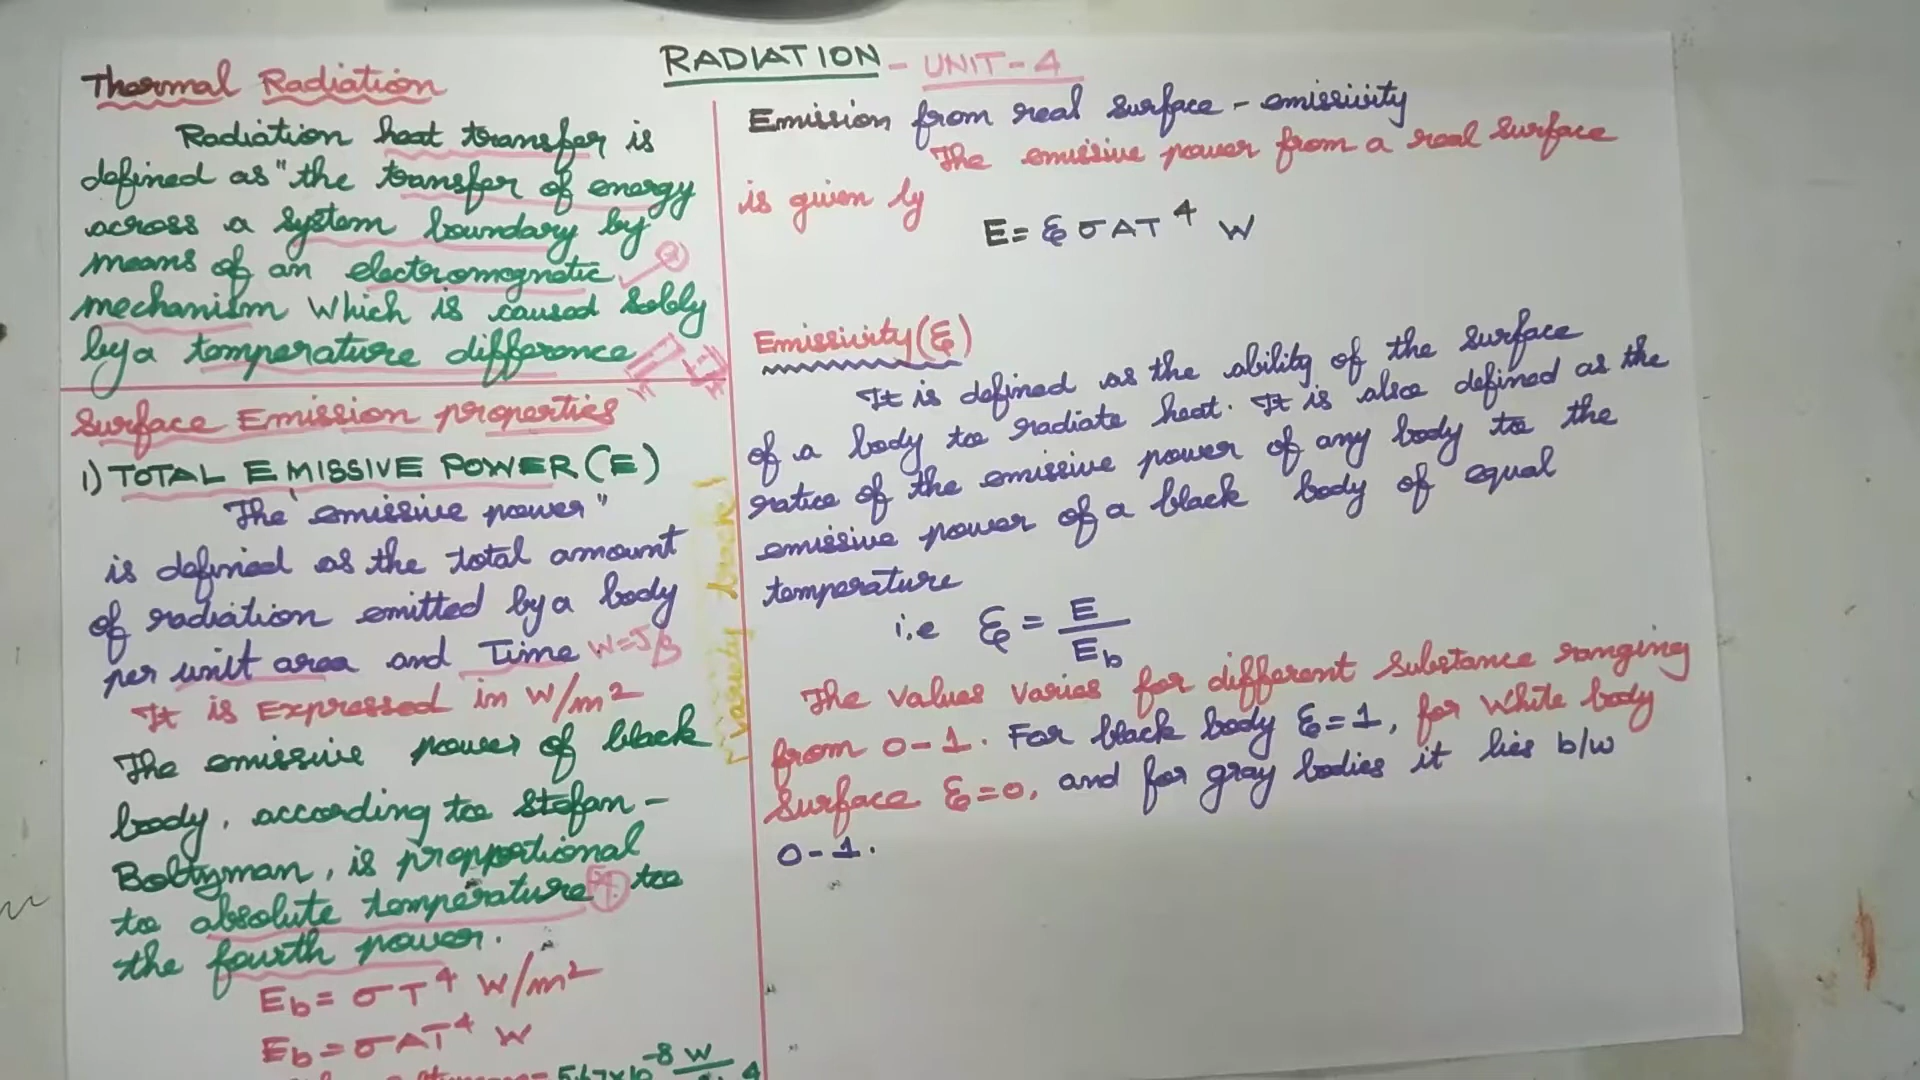 RADIATION - UNIT-4
Thermal Radiation
Radiation heat transfer is
defined as "the transfer of energy
across a system boundary by
means of an electromagnetic
mechanism which is caused solely
by a temperature difference
Surface Emission properties
1) TOTAL EMISSIVE POWER (E)
The "emissive power"
is defined as the total amount
of radiation emitted by a body
per unit area and Time W=J/s
It is Expressed in W/m²
The emissive power of black
body, according to Stefan-
Boltzman, is proportional
to absolute temperature to
the fourth power.
Eb = σT⁴ W/m²
Eb = σAT⁴ W
5.67×10⁻⁸ W
Emission from real surface - emissivity
The emissive power from a real surface
is given by
E = ε σAT⁴ W
Emissivity (ε)
It is defined as the ability of the surface
of a body to radiate heat. It is also defined as the
ratio of the emissive power of any body to the
emissive power of a black body of equal
temperature
i.e ε = E/Eb
The values varies for different substance ranging
from 0-1. For black body ε=1, for white body
surface ε=0, and for gray bodies it lies b/w
0-1.